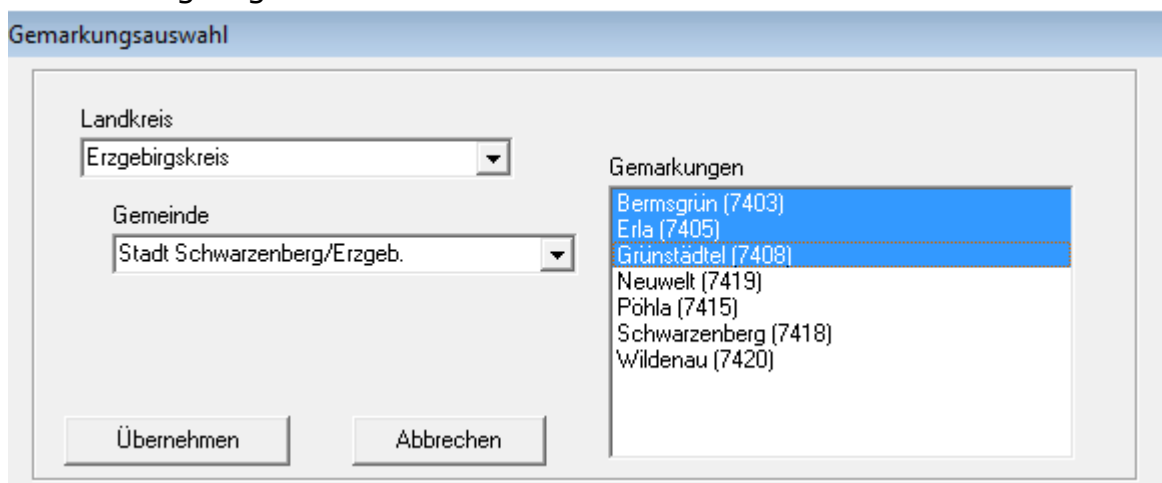 Gemarkungsauswahl
Landkreis
Erzgebirgskreis
Gemeinde
Stadt Schwarzenberg/Erzgeb.
Gemarkungen
Bermsgrün (7403)
Erla (7405)
Grünstädtel (7408)
Neuwelt (7419)
Pöhla (7415)
Schwarzenberg (7418)
Wildenau (7420)
Übernehmen
Abbrechen